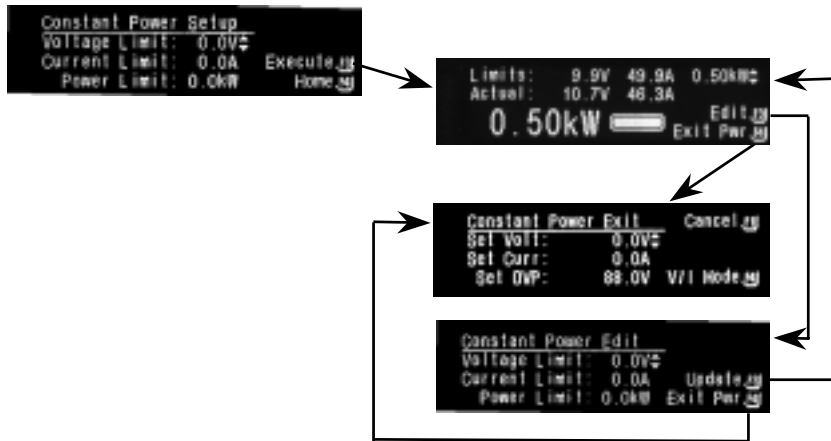 Constant Power Setup
Voltage Limit: 0.0V
Current Limit: 0.0A Execute
Power Limit: 0.0kW Home
Limits: 9.9V 49.9A 0.50kW
Actual: 10.7V 46.3A
0.50kW Edit
Exit Pwr
Constant Power Exit Cancel
Set Volt: 0.0V
Set Curr: 0.0A
Set OVP: 88.0V V/I Mode
Constant Power Edit
Voltage Limit: 0.0V
Current Limit: 0.0A Update
Power Limit: 0.0kW Exit Pwr